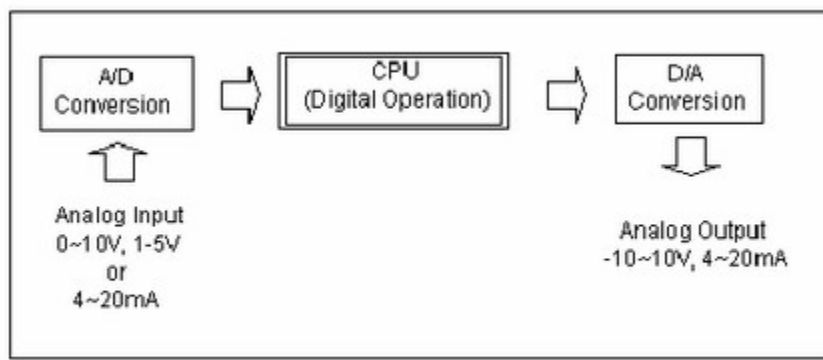 A/D
Conversion
CPU
(Digital Operation)
D/A
Conversion
Analog Input
0~10V, 1-5V
or
4~20mA
Analog Output
-10~10V, 4~20mA